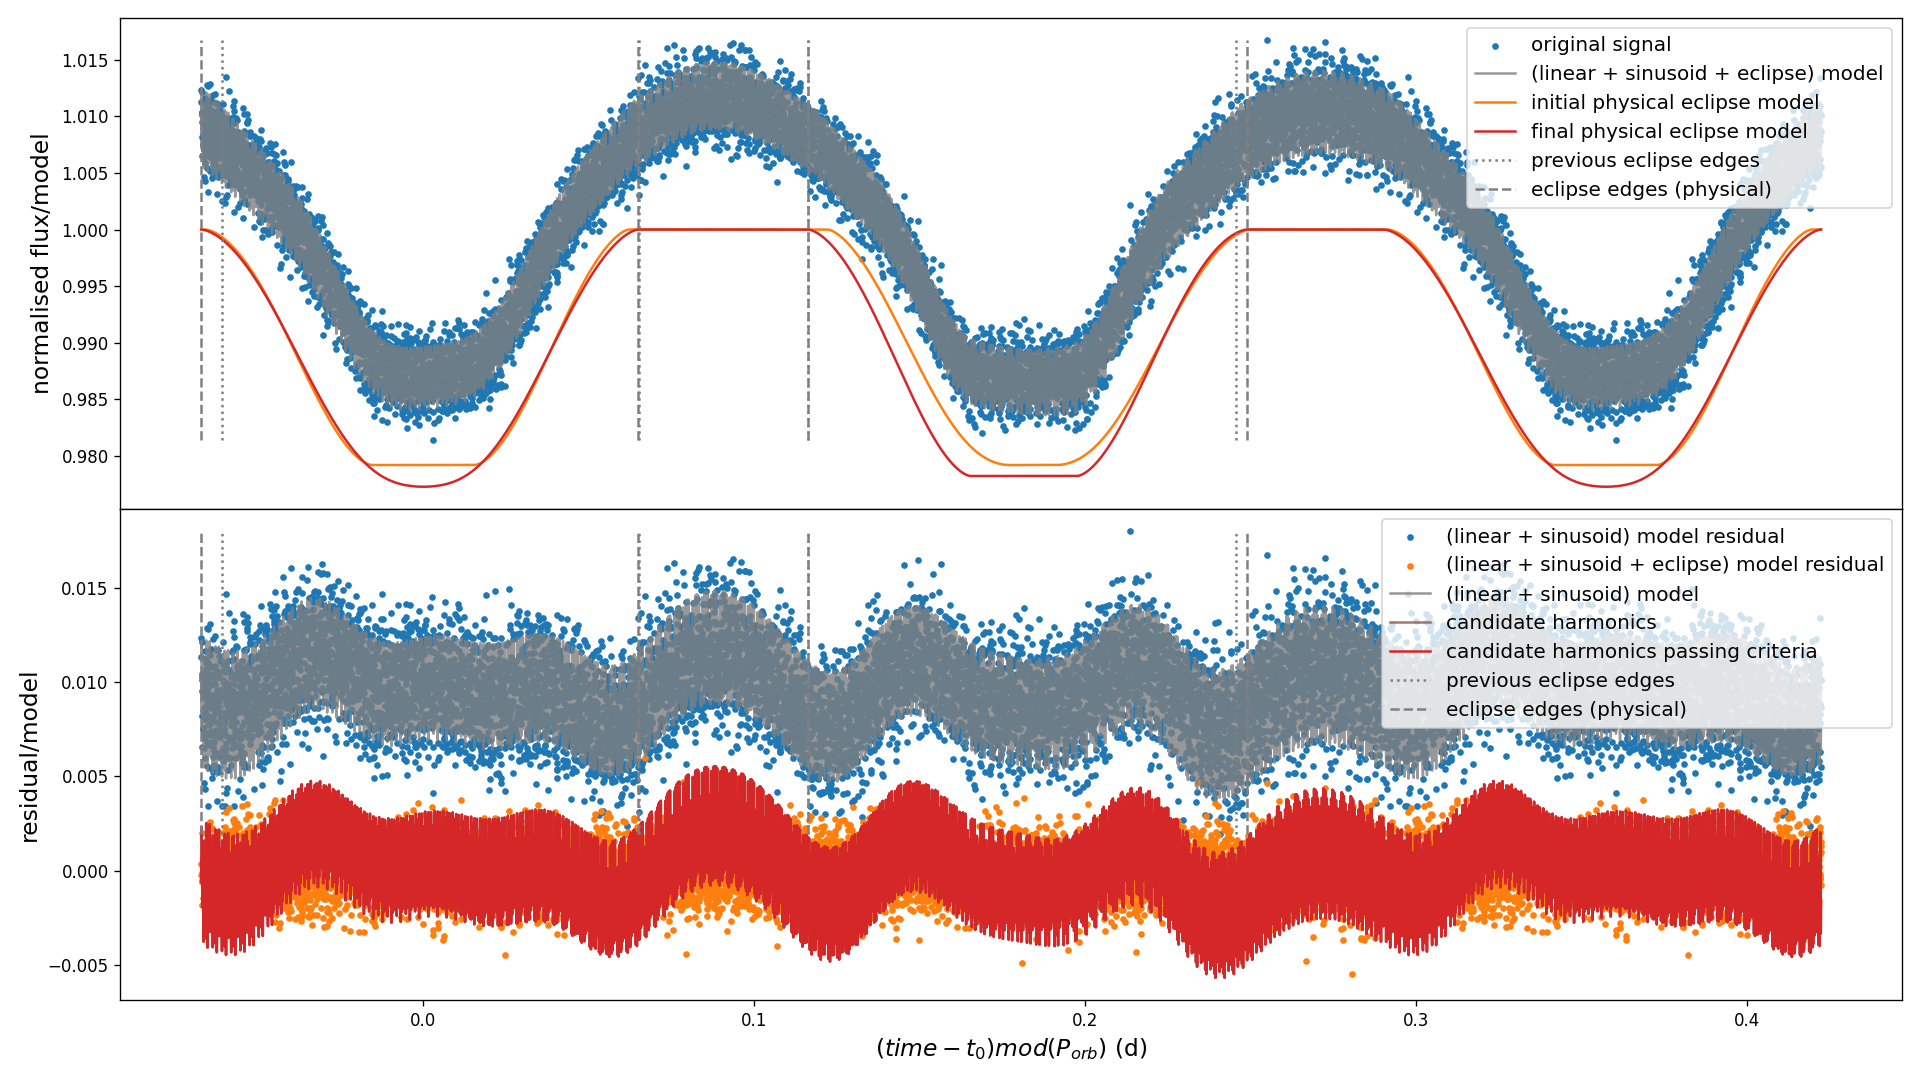 normalised flux/model
1.015
1.010
1.005
1.000
0.995
0.990
0.985
0.980
original signal
(linear + sinusoid + eclipse) model
initial physical eclipse model
final physical eclipse model
previous eclipse edges
eclipse edges (physical)
residual/model
0.015
0.010
0.005
0.000
−0.005
(linear + sinusoid) model residual
(linear + sinusoid + eclipse) model residual
(linear + sinusoid) model
candidate harmonics
candidate harmonics passing criteria
previous eclipse edges
eclipse edges (physical)
0.0 0.1 0.2 0.3 0.4
(time − t0)mod(Porb) (d)